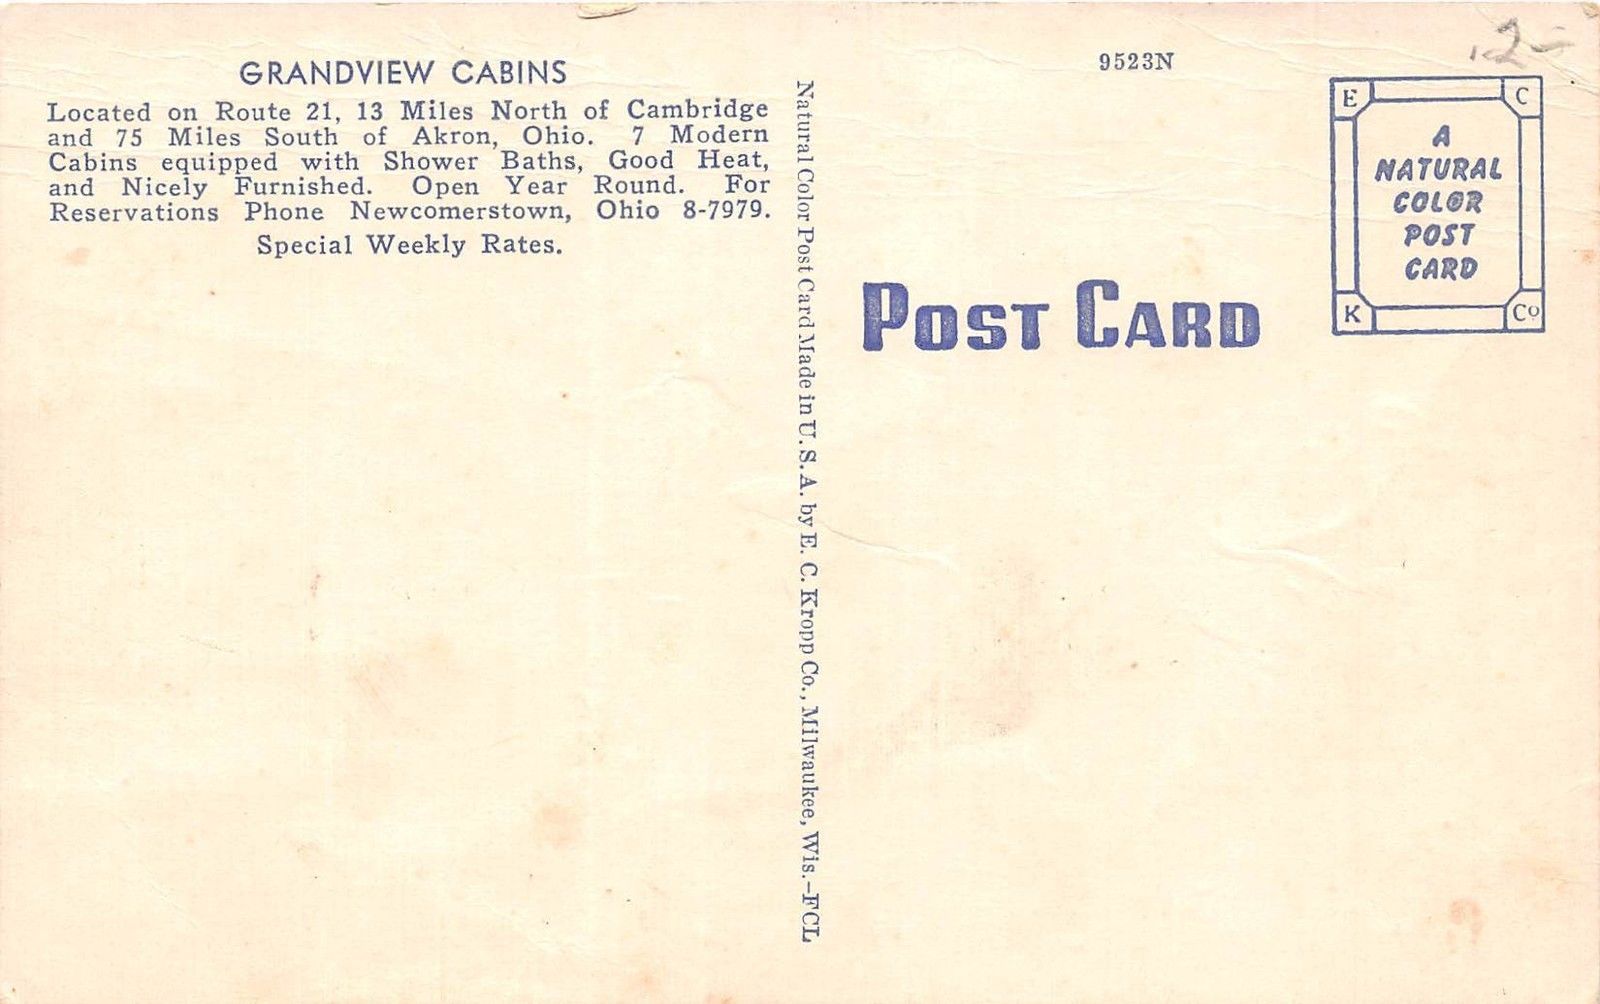 GRANDVIEW CABINS
Located on Route 21, 13 Miles North of Cambridge
and 75 Miles South of Akron, Ohio. 7 Modern
Cabins equipped with Shower Baths, Good Heat,
and Nicely Furnished. Open Year Round. For
Reservations Phone Newcomerstown, Ohio 8-7979.
Special Weekly Rates.
Natural Color Post Card Made in U. S. A. by E. C. Kropp Co., Milwaukee, Wis.-FCL
9523N
POST CARD
E C
A
NATURAL
COLOR
POST
CARD
K Co